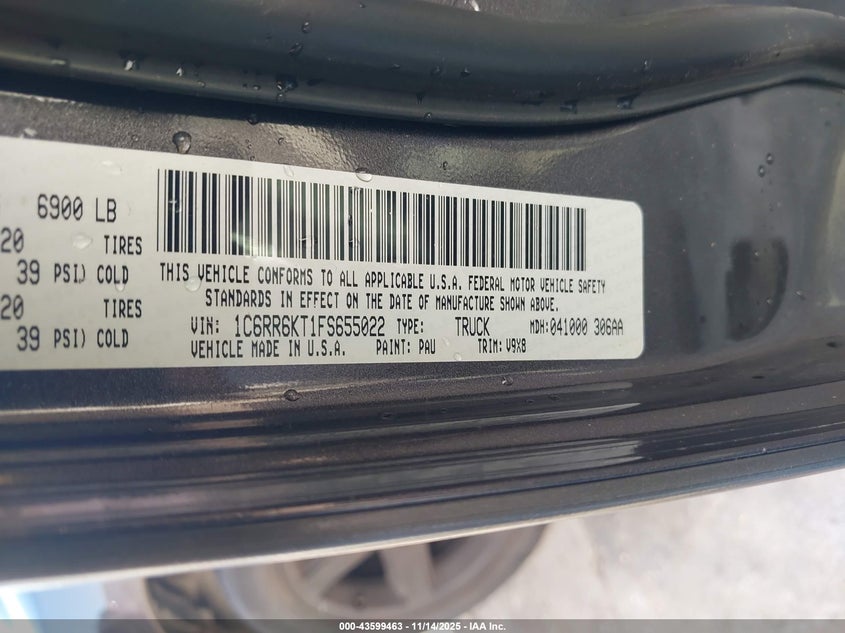 6900 LB
20 TIRES
39 PSI) COLD
20 TIRES
39 PSI) COLD
THIS VEHICLE CONFORMS TO ALL APPLICABLE U.S.A. FEDERAL MOTOR VEHICLE SAFETY
STANDARDS IN EFFECT ON THE DATE OF MANUFACTURE SHOWN ABOVE.
VIN: 1C6RR6KT1FS655022 TYPE: TRUCK MDH:041000 306AA
VEHICLE MADE IN U.S.A. PAINT: PAU TRIM: V9X8
000-43599463 - 11/14/2025 - IAA Inc.